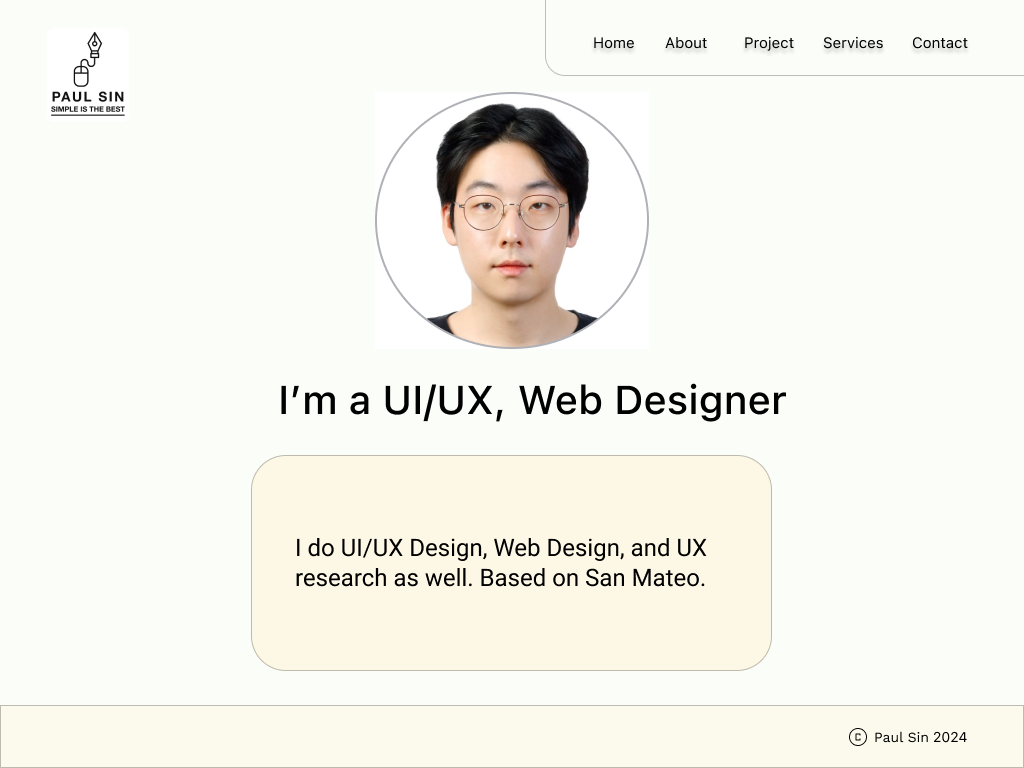 PAUL SIN
SIMPLE IS THE BEST
Home About Project Services Contact
I’m a UI/UX, Web Designer
I do UI/UX Design, Web Design, and UX
research as well. Based on San Mateo.
© Paul Sin 2024